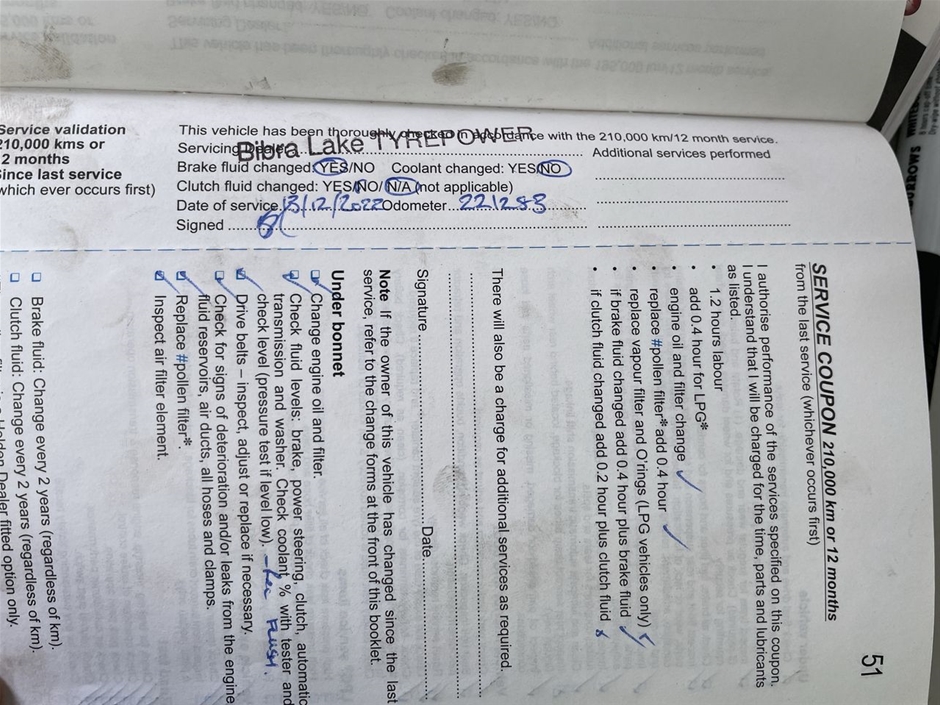 Service validation
210,000 kms or
12 months
since last service
which ever occurs first)
This vehicle has been thoroughly checked in accordance with the 210,000 km/12 month service.
Servicing Dealer
Bibra Lake TYREPOWER
Additional services performed
Brake fluid changed: YES/NO Coolant changed: YES/NO
Clutch fluid changed: YES/NO/ N/A (not applicable)
Date of service 13/12/2022 Odometer 221283
Signed
51
SERVICE COUPON 210,000 km or 12 months
from the last service (whichever occurs first)
I authorise performance of the services specified on this coupon.
I understand that I will be charged for the time, parts and lubricants
as listed.
• 1.2 hours labour
• add 0.4 hour for LPG*
• engine oil and filter change
• replace #pollen filter* add 0.4 hour
• replace vapour filter and O'rings (LPG vehicles only)
• if brake fluid changed add 0.4 hour plus brake fluid
• if clutch fluid changed add 0.2 hour plus clutch fluid
There will also be a charge for additional services as required.
Signature Date
Note If the owner of this vehicle has changed since the last
service, refer to the change forms at the front of this booklet.
Under bonnet
Change engine oil and filter.
Check fluid levels: brake, power steering, clutch, automatic
transmission and washer. Check coolant % with tester and
check level (pressure test if level low). - Rec FLUSH.
Drive belts – inspect, adjust or replace if necessary.
Check for signs of deterioration and/or leaks from the engine
fluid reservoirs, air ducts, all hoses and clamps.
Replace #pollen filter*.
Inspect air filter element.
Brake fluid: Change every 2 years (regardless of km).
Clutch fluid: Change every 2 years (regardless of km).
Holden Dealer fitted option only.